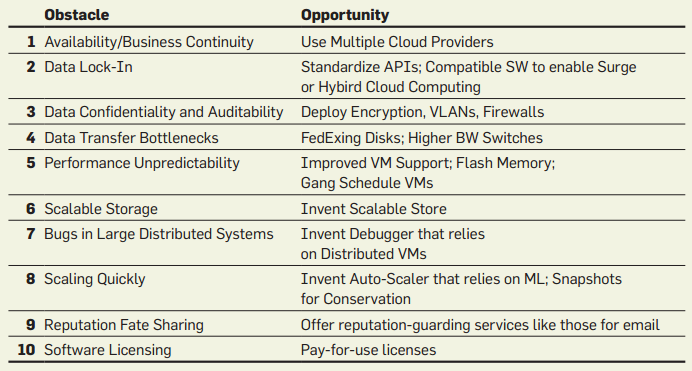 Obstacle Opportunity
1 Availability/Business Continuity Use Multiple Cloud Providers
2 Data Lock-In Standardize APIs; Compatible SW to enable Surge
or Hybird Cloud Computing
3 Data Confidentiality and Auditability Deploy Encryption, VLANs, Firewalls
4 Data Transfer Bottlenecks FedExing Disks; Higher BW Switches
5 Performance Unpredictability Improved VM Support; Flash Memory;
Gang Schedule VMs
6 Scalable Storage Invent Scalable Store
7 Bugs in Large Distributed Systems Invent Debugger that relies
on Distributed VMs
8 Scaling Quickly Invent Auto-Scaler that relies on ML; Snapshots
for Conservation
9 Reputation Fate Sharing Offer reputation-guarding services like those for email
10 Software Licensing Pay-for-use licenses